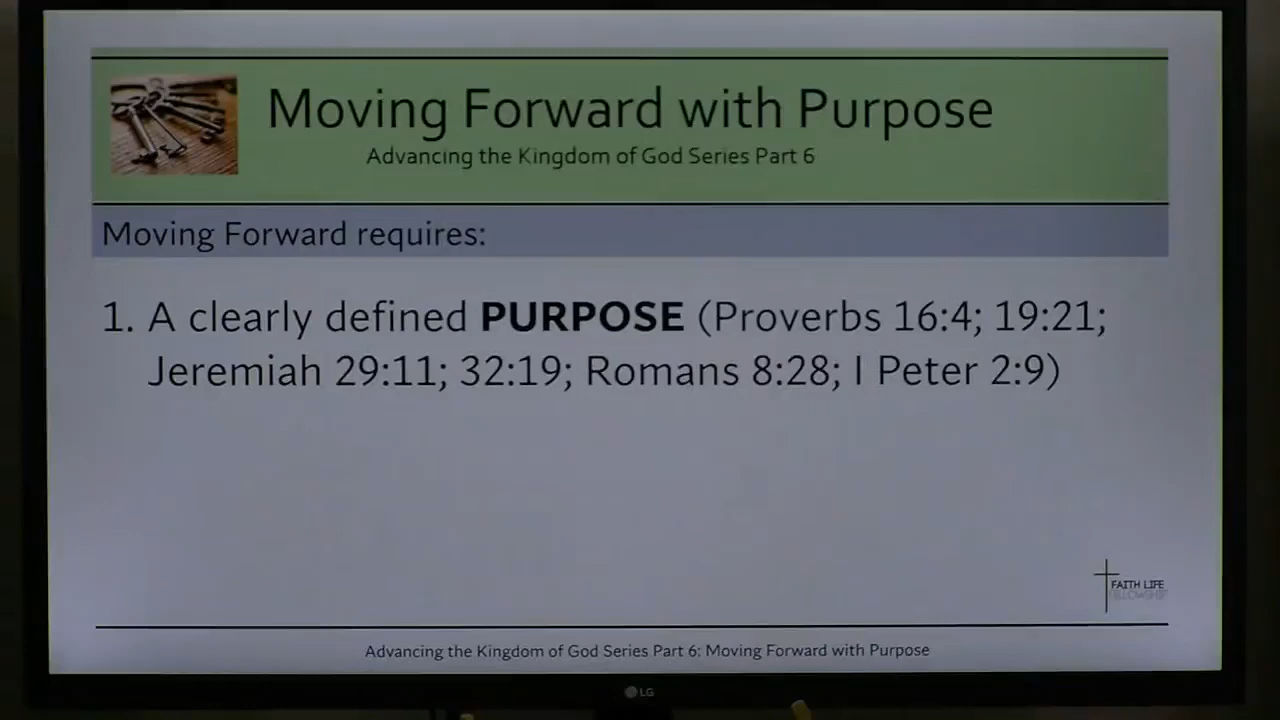 Moving Forward with Purpose
Advancing the Kingdom of God Series Part 6
Moving Forward requires:
1. A clearly defined PURPOSE (Proverbs 16:4; 19:21;
Jeremiah 29:11; 32:19; Romans 8:28; I Peter 2:9)
FAITH LIFE
FELLOWSHIP
Advancing the Kingdom of God Series Part 6: Moving Forward with Purpose
LG